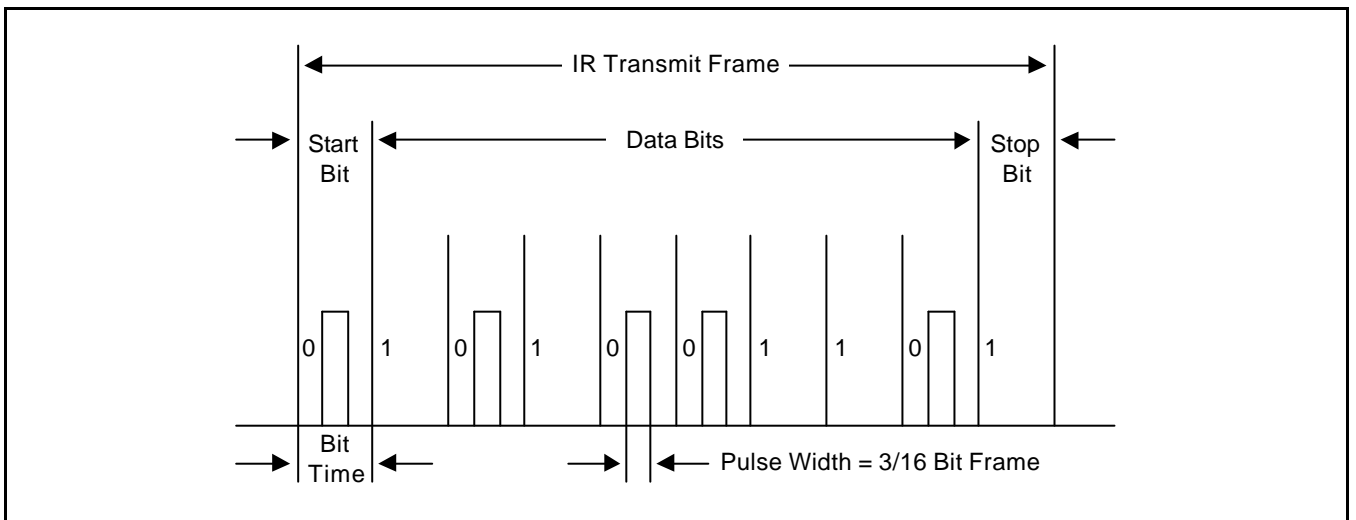 IR Transmit Frame
Start
Bit
Data Bits
Stop
Bit
0 1 0 1 0 0 1 1 0 1
Bit
Time
Pulse Width = 3/16 Bit Frame